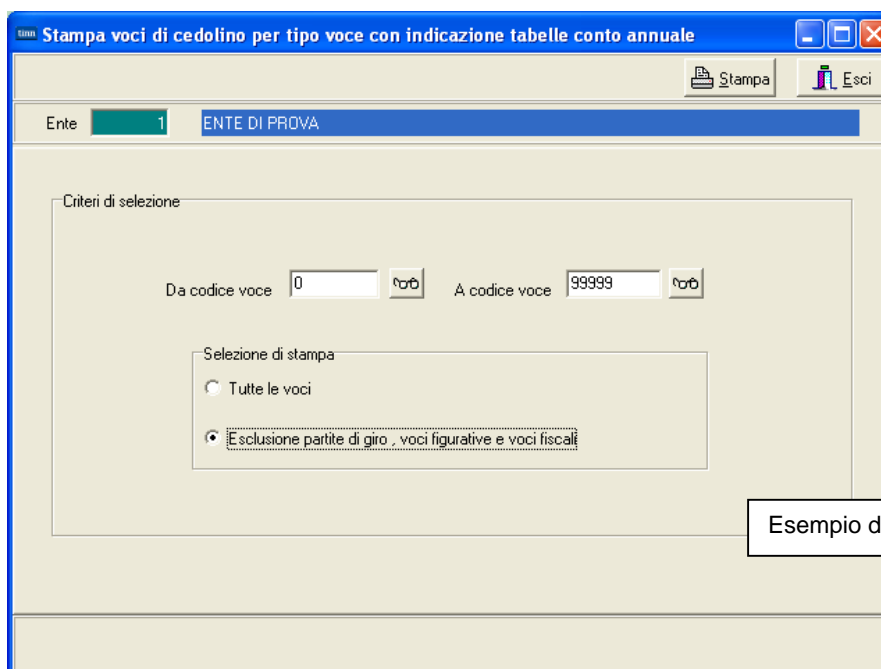 tinn Stampa voci di cedolino per tipo voce con indicazione tabelle conto annuale
Stampa Esci
Ente 1 ENTE DI PROVA
Criteri di selezione
Da codice voce 0 A codice voce 99999
Selezione di stampa
Tutte le voci
Esclusione partite di giro , voci figurative e voci fiscali
Esempio d